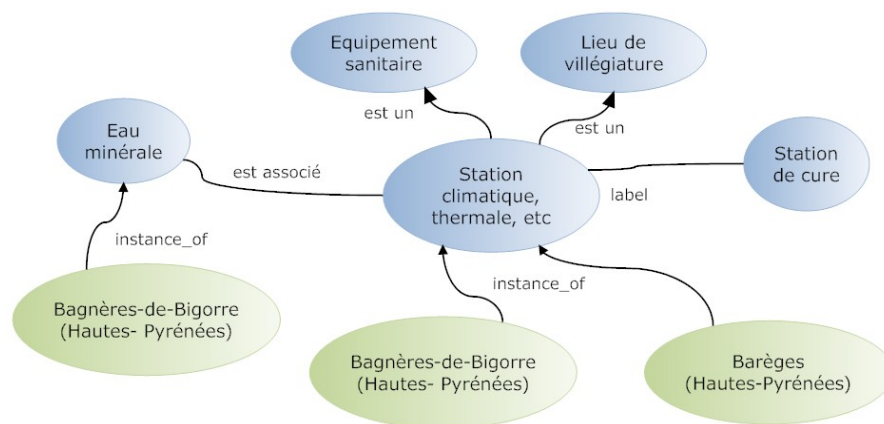 Equipement
sanitaire
Lieu de
villégiature
est un
est un
Eau
minérale
est associé
Station
climatique,
thermale, etc
label
Station
de cure
instance_of
instance_of
Bagnères-de-Bigorre
(Hautes- Pyrénées)
Bagnères-de-Bigorre
(Hautes- Pyrénées)
Barèges
(Hautes-Pyrénées)